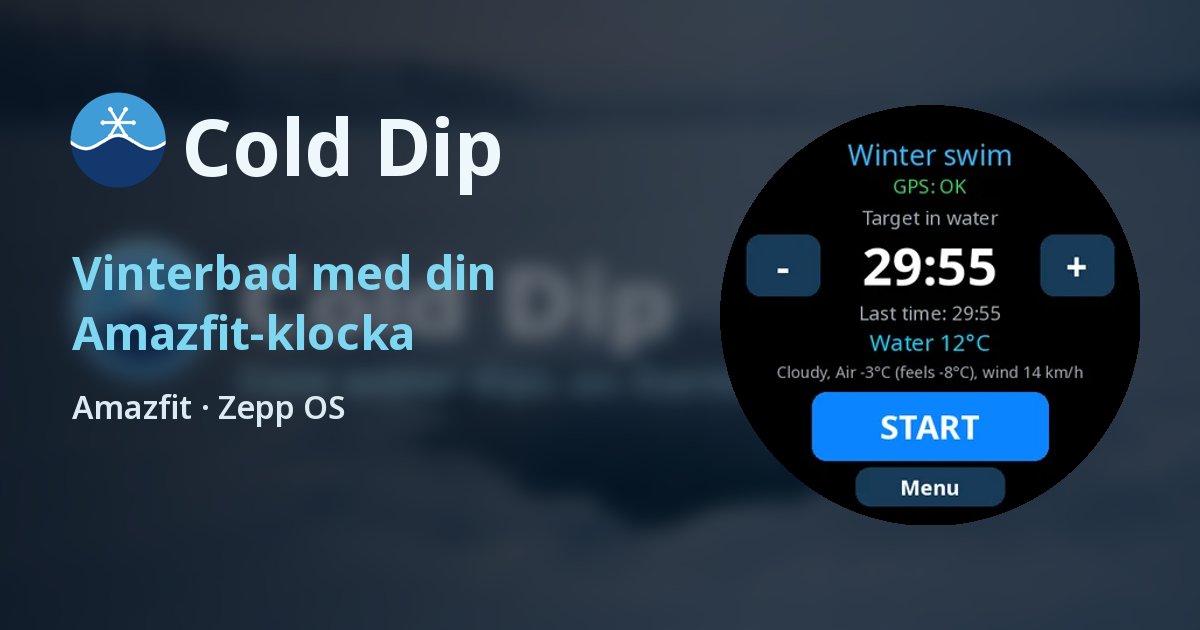 Cold Dip
Vinterbad med din
Amazfit-klocka
Amazfit · Zepp OS
Winter swim
GPS: OK
Target in water
- 29:55 +
Last time: 29:55
Water 12°C
Cloudy, Air -3°C (feels -8°C), wind 14 km/h
START
Menu